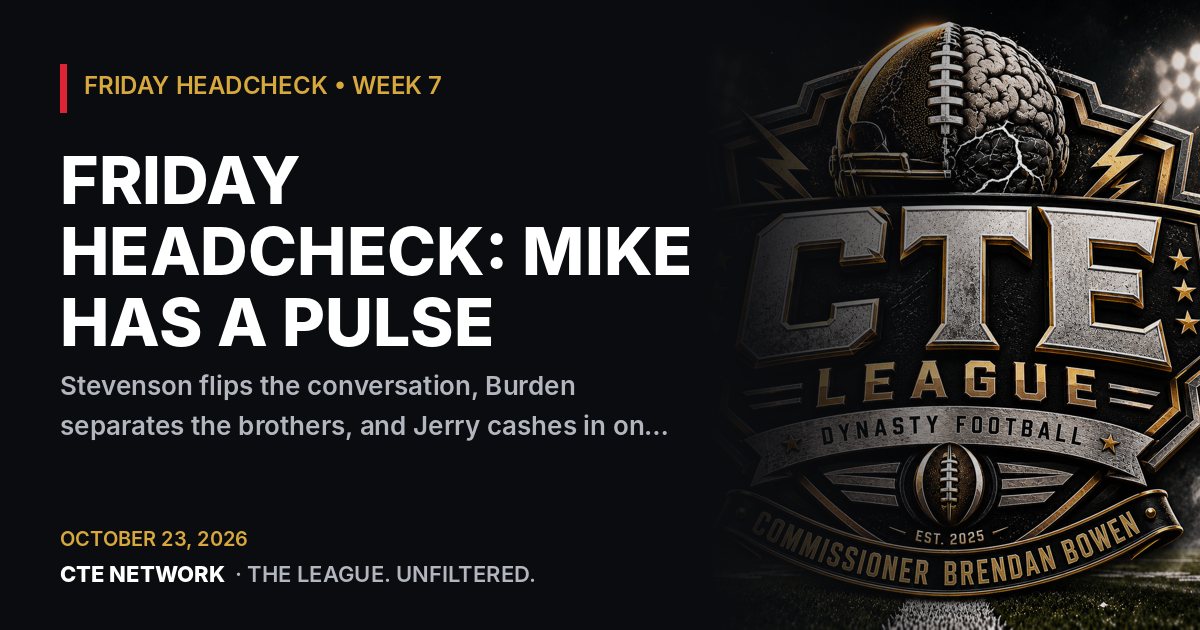 FRIDAY HEADCHECK • WEEK 7
FRIDAY
HEADCHECK: MIKE
HAS A PULSE
Stevenson flips the conversation, Burden
separates the brothers, and Jerry cashes in on...
OCTOBER 23, 2026
CTE NETWORK · THE LEAGUE. UNFILTERED.
CTE
LEAGUE
DYNASTY FOOTBALL
EST. 2025
COMMISSIONER BRENDAN BOWEN